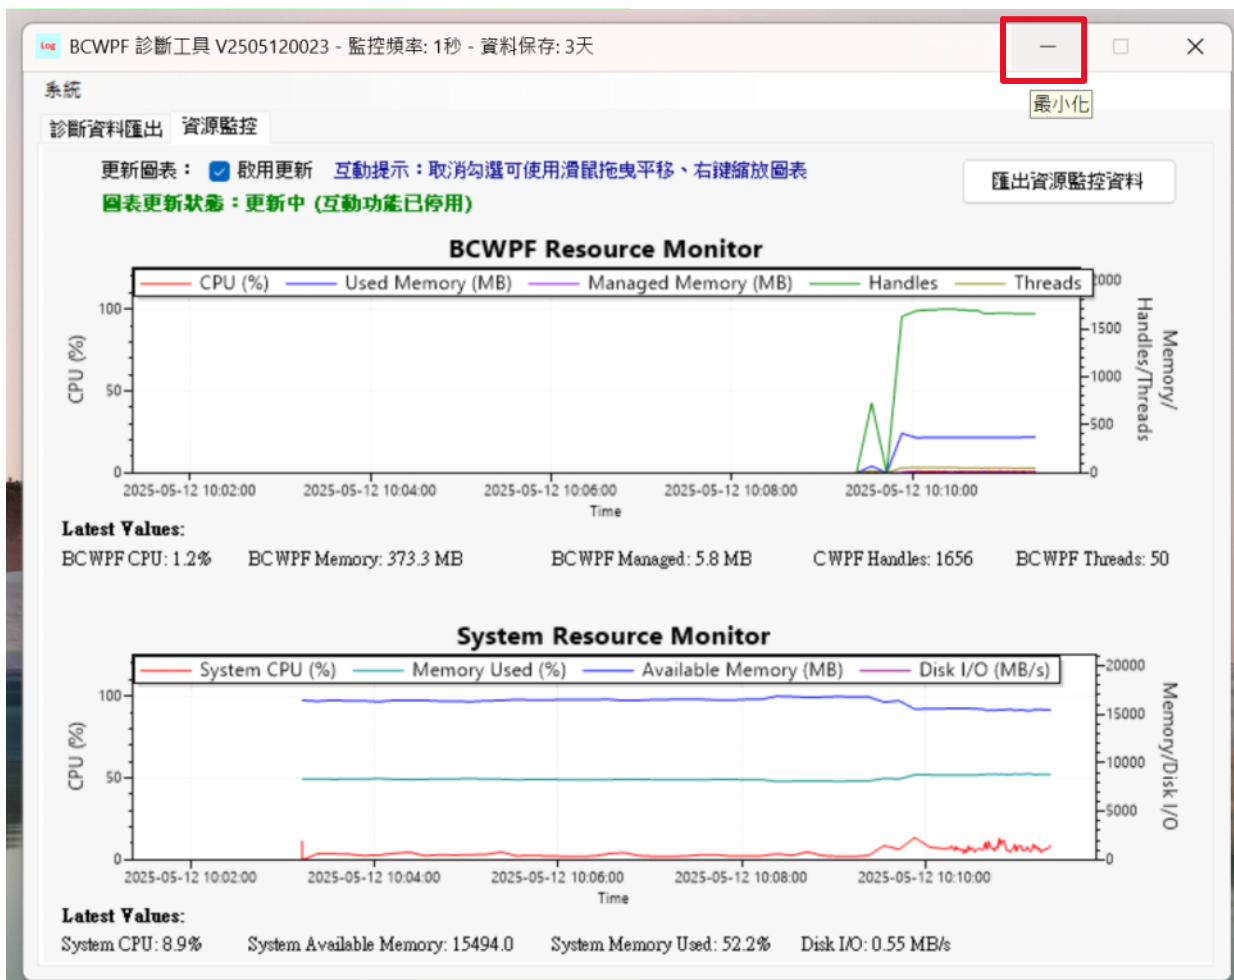 Log BCWPF 診斷工具 V2505120023 - 監控頻率: 1秒 - 資料保存: 3天
最小化
系統
診斷資料匯出 資源監控
更新圖表： 啟用更新 互動提示：取消勾選可使用滑鼠拖曳平移、右鍵縮放圖表
匯出資源監控資料
圖表更新狀態：更新中 (互動功能已停用)
BCWPF Resource Monitor
CPU (%) Used Memory (MB) Managed Memory (MB) Handles Threads
2000
100
1500
1000
50
500
0
0
CPU (%)
Memory/
Handles/Threads
2025-05-12 10:02:00 2025-05-12 10:04:00 2025-05-12 10:06:00 2025-05-12 10:08:00 2025-05-12 10:10:00
Time
Latest Values:
BCWPF CPU: 1.2% BCWPF Memory: 373.3 MB BCWPF Managed: 5.8 MB CWPF Handles: 1656 BCWPF Threads: 50
System Resource Monitor
System CPU (%) Memory Used (%) Available Memory (MB) Disk I/O (MB/s)
20000
100
15000
10000
50
5000
0
0
CPU (%)
Memory/Disk I/O
2025-05-12 10:02:00 2025-05-12 10:04:00 2025-05-12 10:06:00 2025-05-12 10:08:00 2025-05-12 10:10:00
Time
Latest Values:
System CPU: 8.9% System Available Memory: 15494.0 System Memory Used: 52.2% Disk I/O: 0.55 MB/s